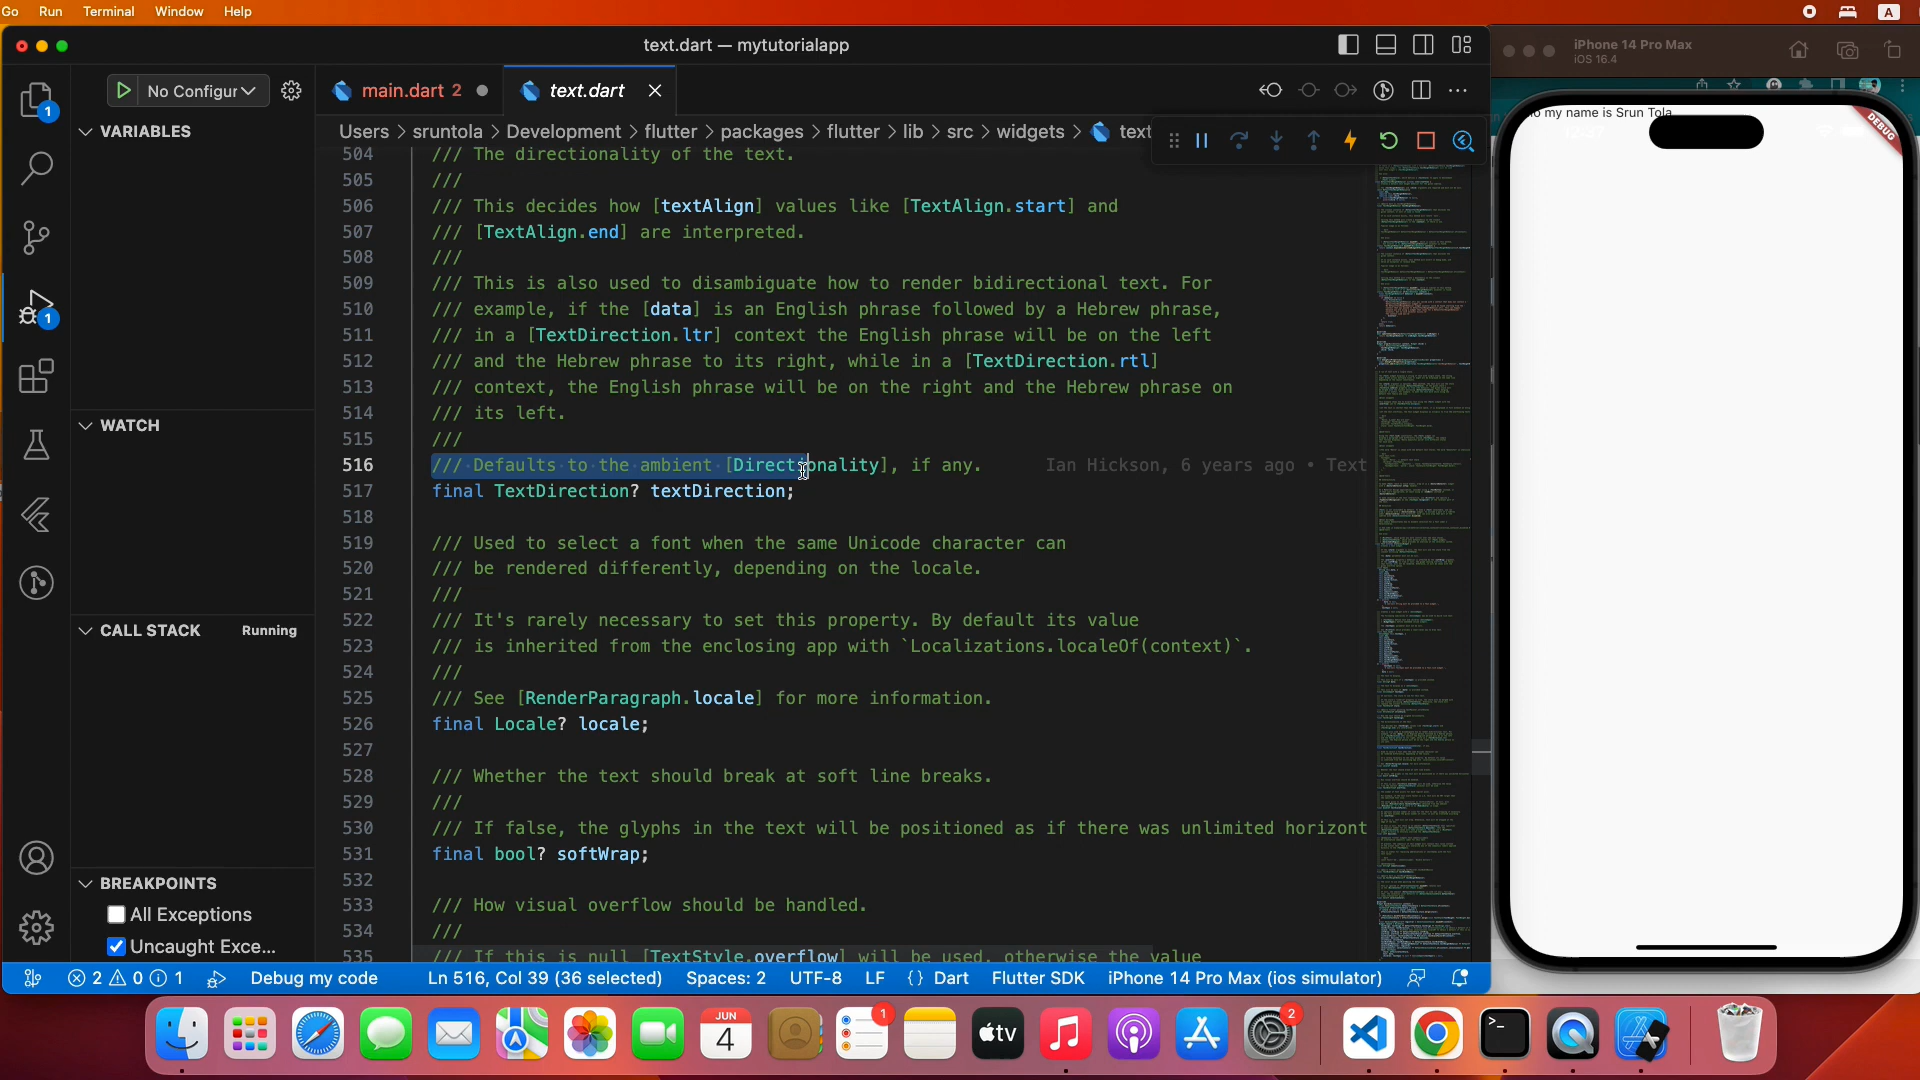 Go Run Terminal Window Help
A
text.dart — mytutorialapp
iPhone 14 Pro Max
iOS 16.4
1
No Configur
main.dart 2
text.dart
VARIABLES
Users > sruntola > Development > flutter > packages > flutter > lib > src > widgets > text
504 /// The directionality of the text.
505 ///
506 /// This decides how [textAlign] values like [TextAlign.start] and
507 /// [TextAlign.end] are interpreted.
508 ///
509 /// This is also used to disambiguate how to render bidirectional text. For
510 /// example, if the [data] is an English phrase followed by a Hebrew phrase,
511 /// in a [TextDirection.ltr] context the English phrase will be on the left
512 /// and the Hebrew phrase to its right, while in a [TextDirection.rtl]
513 /// context, the English phrase will be on the right and the Hebrew phrase on
514 /// its left.
515 ///
516 /// Defaults to the ambient [Directionality], if any. Ian Hickson, 6 years ago • Text
517 final TextDirection? textDirection;
518
519 /// Used to select a font when the same Unicode character can
520 /// be rendered differently, depending on the locale.
521 ///
522 /// It's rarely necessary to set this property. By default its value
523 /// is inherited from the enclosing app with `Localizations.localeOf(context)`.
524 ///
525 /// See [RenderParagraph.locale] for more information.
526 final Locale? locale;
527
528 /// Whether the text should break at soft line breaks.
529 ///
530 /// If false, the glyphs in the text will be positioned as if there was unlimited horizont
531 final bool? softWrap;
532
533 /// How visual overflow should be handled.
534 ///
535 /// If this is null [TextStyle.overflow] will be used, otherwise the value
1
WATCH
CALL STACK Running
BREAKPOINTS
All Exceptions
Uncaught Exce...
lo my name is Srun Tola
DEBUG
2 0 1 Debug my code Ln 516, Col 39 (36 selected) Spaces: 2 UTF-8 LF {} Dart Flutter SDK iPhone 14 Pro Max (ios simulator)
JUN
4
1
tv
2